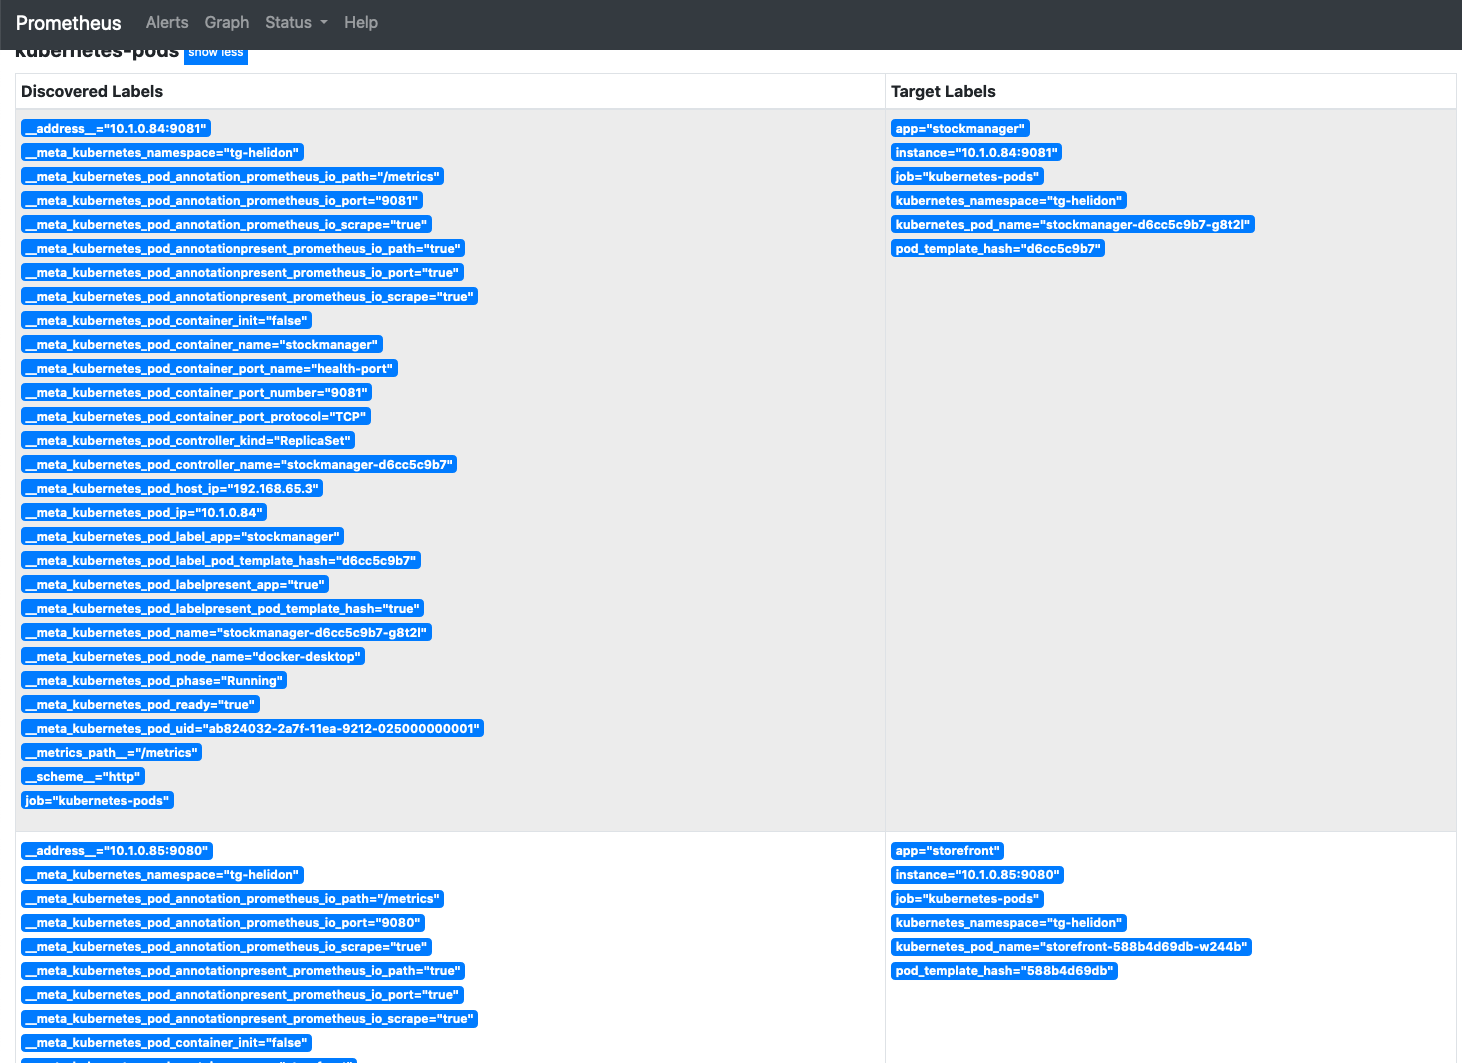 Prometheus Alerts Graph Status Help
kubernetes-pods show less
Discovered Labels Target Labels
__address__="10.1.0.84:9081" app="stockmanager"
__meta_kubernetes_namespace="tg-helidon" instance="10.1.0.84:9081"
__meta_kubernetes_pod_annotation_prometheus_io_path="/metrics" job="kubernetes-pods"
__meta_kubernetes_pod_annotation_prometheus_io_port="9081" kubernetes_namespace="tg-helidon"
__meta_kubernetes_pod_annotation_prometheus_io_scrape="true" kubernetes_pod_name="stockmanager-d6cc5c9b7-g8t2l"
__meta_kubernetes_pod_annotationpresent_prometheus_io_path="true" pod_template_hash="d6cc5c9b7"
__meta_kubernetes_pod_annotationpresent_prometheus_io_port="true"
__meta_kubernetes_pod_annotationpresent_prometheus_io_scrape="true"
__meta_kubernetes_pod_container_init="false"
__meta_kubernetes_pod_container_name="stockmanager"
__meta_kubernetes_pod_container_port_name="health-port"
__meta_kubernetes_pod_container_port_number="9081"
__meta_kubernetes_pod_container_port_protocol="TCP"
__meta_kubernetes_pod_controller_kind="ReplicaSet"
__meta_kubernetes_pod_controller_name="stockmanager-d6cc5c9b7"
__meta_kubernetes_pod_host_ip="192.168.65.3"
__meta_kubernetes_pod_ip="10.1.0.84"
__meta_kubernetes_pod_label_app="stockmanager"
__meta_kubernetes_pod_label_pod_template_hash="d6cc5c9b7"
__meta_kubernetes_pod_labelpresent_app="true"
__meta_kubernetes_pod_labelpresent_pod_template_hash="true"
__meta_kubernetes_pod_name="stockmanager-d6cc5c9b7-g8t2l"
__meta_kubernetes_pod_node_name="docker-desktop"
__meta_kubernetes_pod_phase="Running"
__meta_kubernetes_pod_ready="true"
__meta_kubernetes_pod_uid="ab824032-2a7f-11ea-9212-025000000001"
__metrics_path__="/metrics"
__scheme__="http"
job="kubernetes-pods"
__address__="10.1.0.85:9080" app="storefront"
__meta_kubernetes_namespace="tg-helidon" instance="10.1.0.85:9080"
__meta_kubernetes_pod_annotation_prometheus_io_path="/metrics" job="kubernetes-pods"
__meta_kubernetes_pod_annotation_prometheus_io_port="9080" kubernetes_namespace="tg-helidon"
__meta_kubernetes_pod_annotation_prometheus_io_scrape="true" kubernetes_pod_name="storefront-588b4d69db-w244b"
__meta_kubernetes_pod_annotationpresent_prometheus_io_path="true" pod_template_hash="588b4d69db"
__meta_kubernetes_pod_annotationpresent_prometheus_io_port="true"
__meta_kubernetes_pod_annotationpresent_prometheus_io_scrape="true"
__meta_kubernetes_pod_container_init="false"